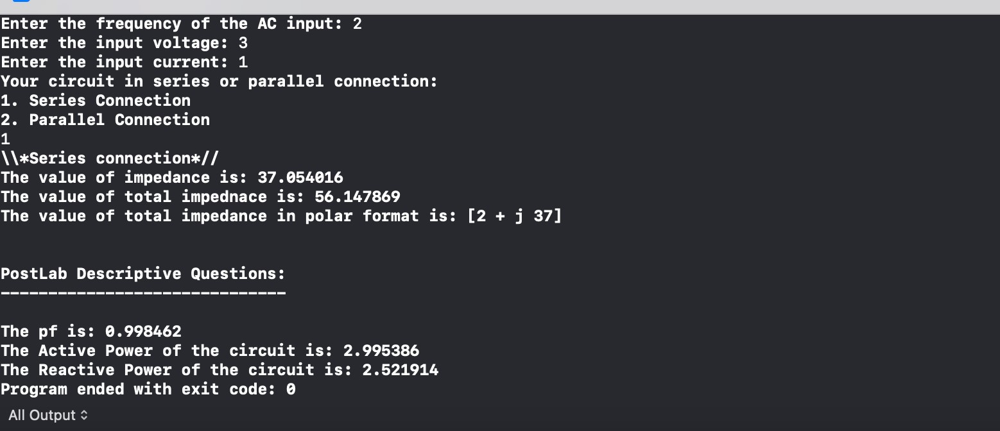 Enter the frequency of the AC input: 2
Enter the input voltage: 3
Enter the input current: 1
Your circuit in series or parallel connection:
1. Series Connection
2. Parallel Connection
1
\\*Series connection*//
The value of impedance is: 37.054016
The value of total impednace is: 56.147869
The value of total impedance in polar format is: [2 + j 37]
PostLab Descriptive Questions:
------------------------------
The pf is: 0.998462
The Active Power of the circuit is: 2.995386
The Reactive Power of the circuit is: 2.521914
Program ended with exit code: 0
All Output